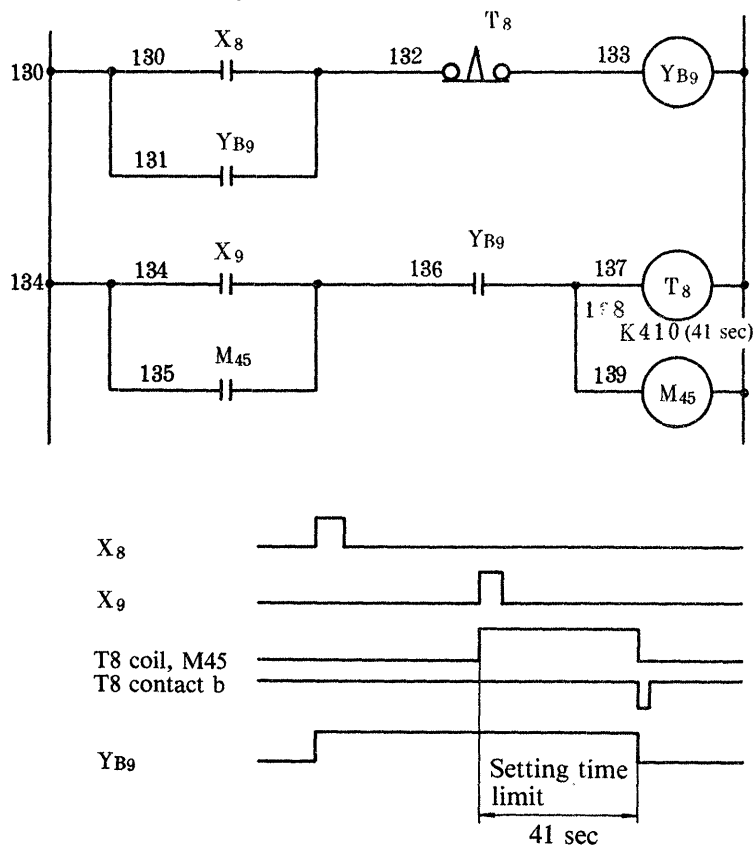 T8
X8
130 130 132 133 YB9
YB9
131
X9 YB9
134 134 136 137 T8
K410 (41 sec)
M45
135 139 M45
X8
X9
T8 coil, M45
T8 contact b
YB9
Setting time
limit
41 sec